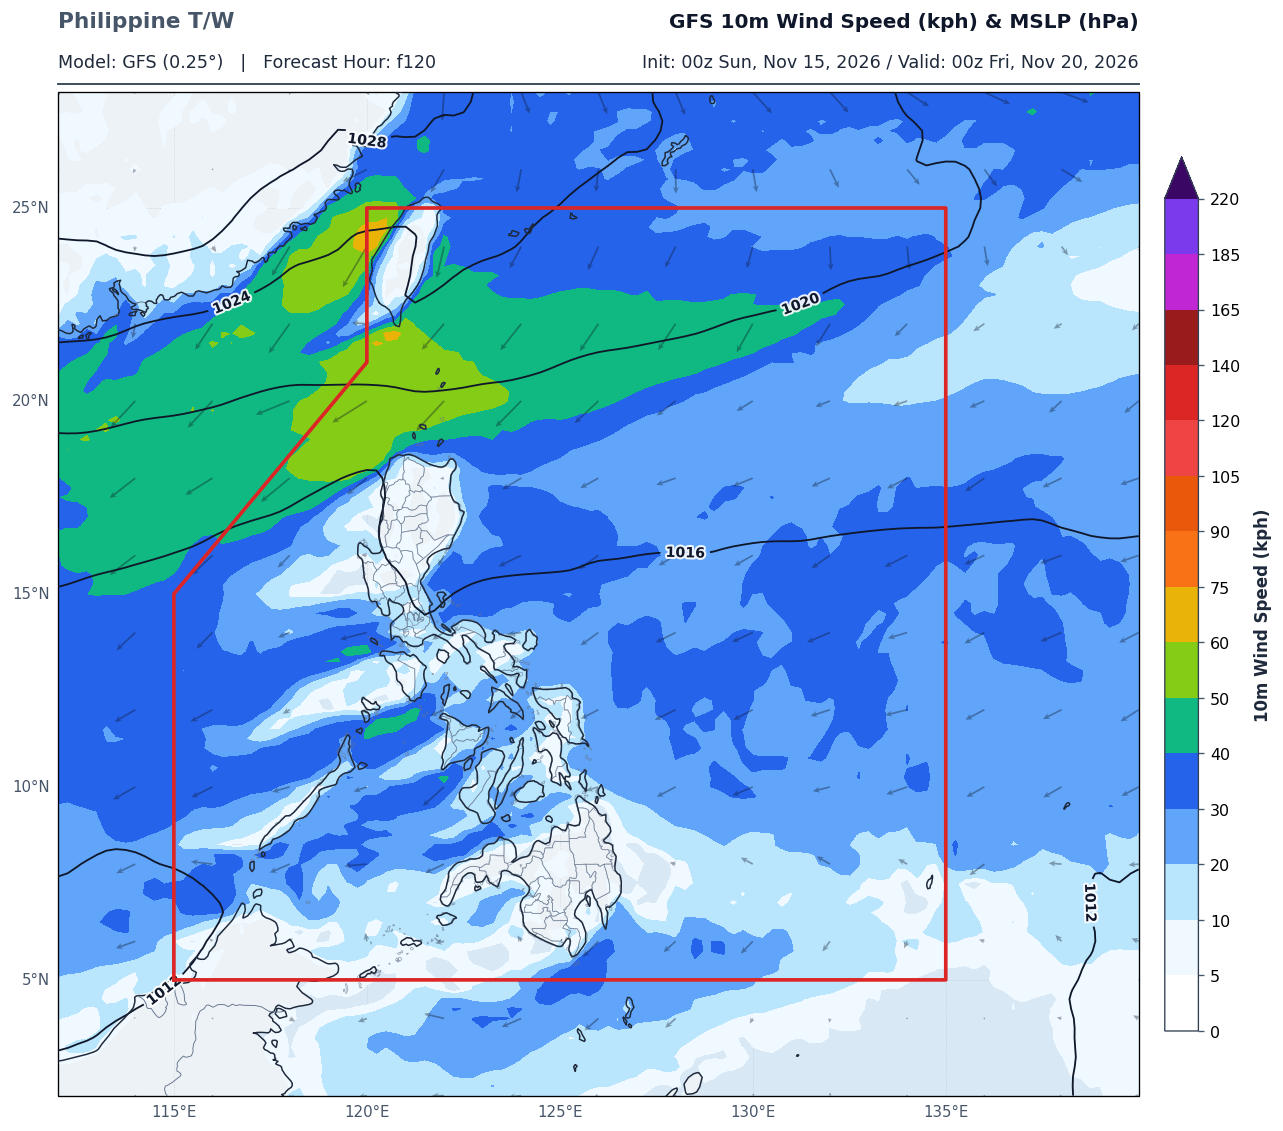 Philippine T/W
GFS 10m Wind Speed (kph) & MSLP (hPa)
Model: GFS (0.25°) | Forecast Hour: f120
Init: 00z Sun, Nov 15, 2026 / Valid: 00z Fri, Nov 20, 2026
1028
1024
1020
1016
1012
1012
25°N
20°N
15°N
10°N
5°N
115°E
120°E
125°E
130°E
135°E
220
185
165
140
120
105
90
75
60
50
40
30
20
10
5
0
10m Wind Speed (kph)